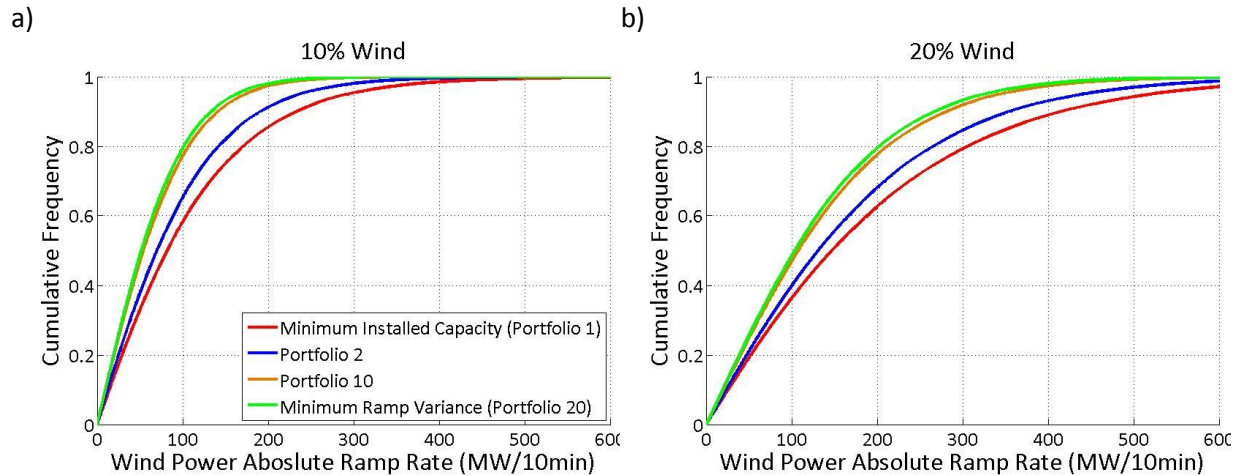 a)
10% Wind
1
0.8
0.6
0.4
0.2
0
Cumulative Frequency
Minimum Installed Capacity (Portfolio 1)
Portfolio 2
Portfolio 10
Minimum Ramp Variance (Portfolio 20)
0 100 200 300 400 500 600
Wind Power Aboslute Ramp Rate (MW/10min)
b)
20% Wind
1
0.8
0.6
0.4
0.2
0
Cumulative Frequency
0 100 200 300 400 500 600
Wind Power Aboslute Ramp Rate (MW/10min)